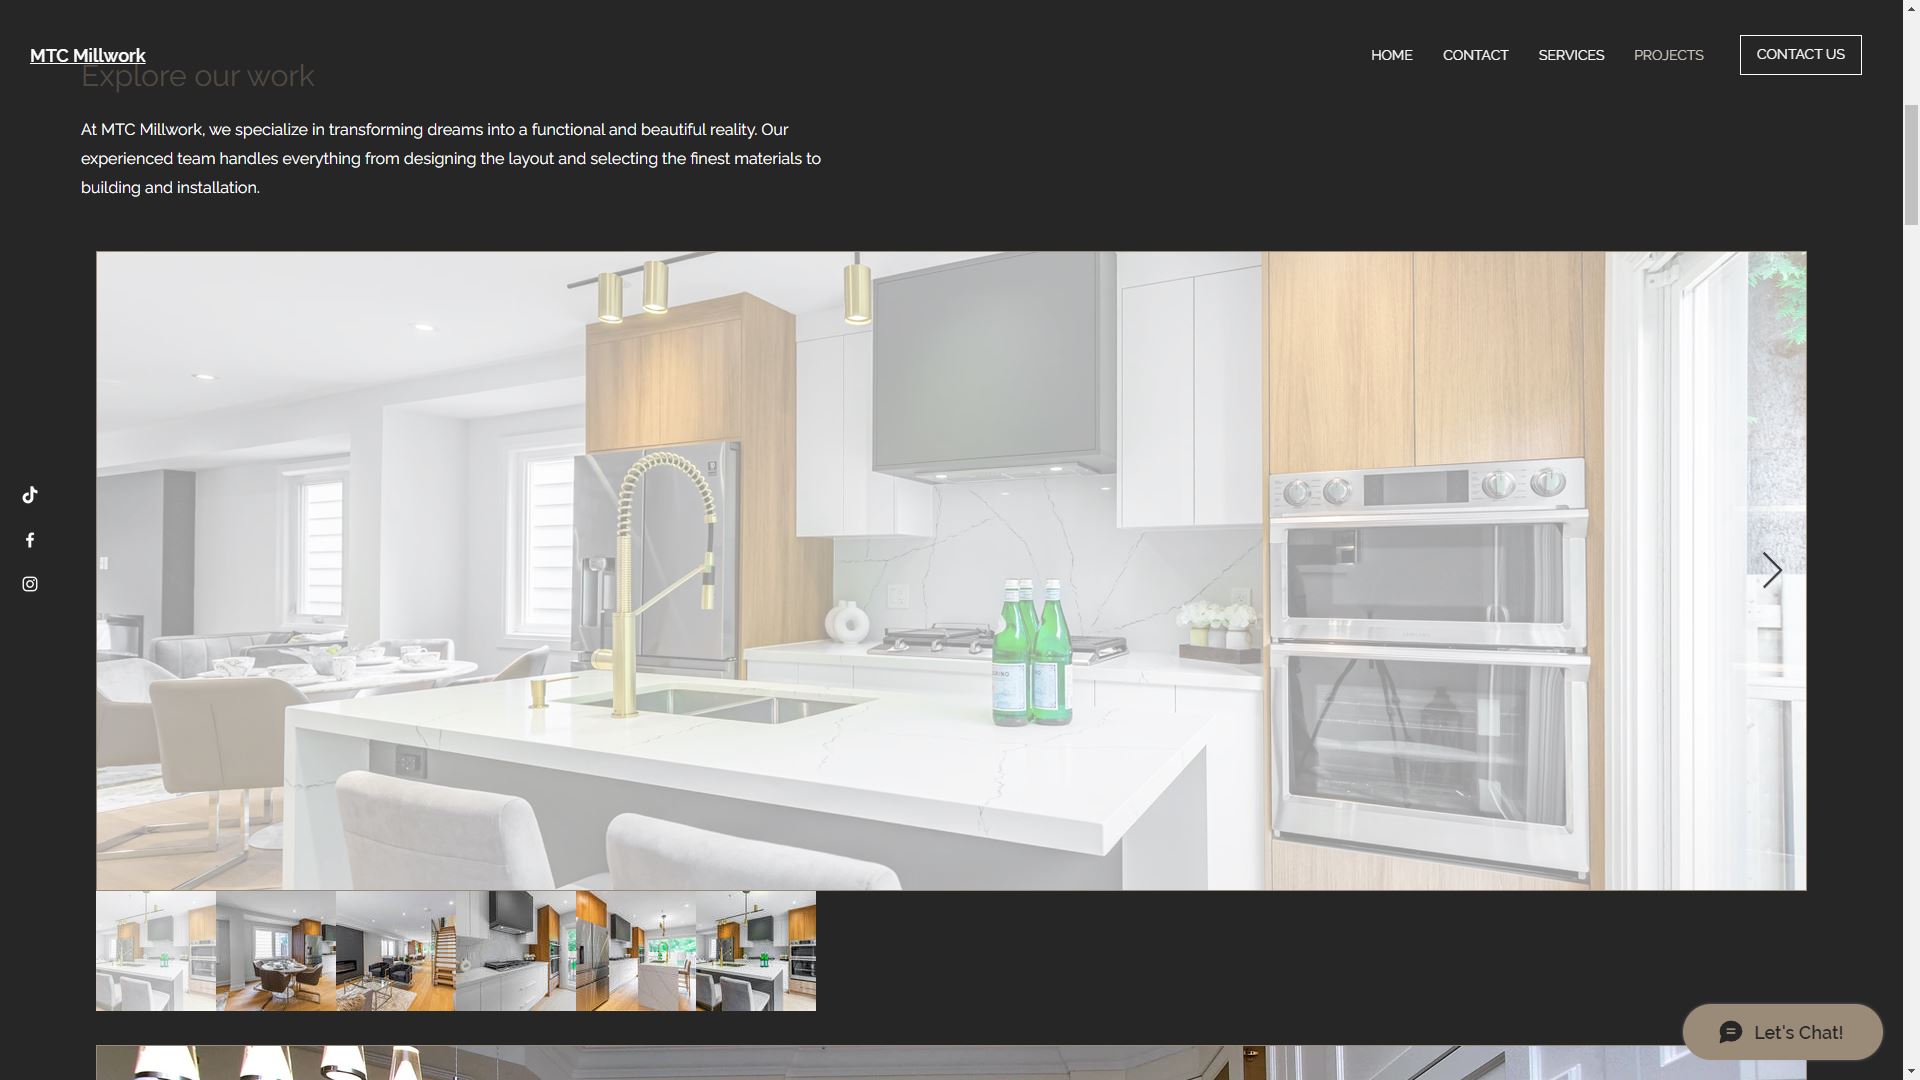 MTC Millwork
HOME
CONTACT
SERVICES
PROJECTS
CONTACT US
Explore our work
At MTC Millwork, we specialize in transforming dreams into a functional and beautiful reality. Our
experienced team handles everything from designing the layout and selecting the finest materials to
building and installation.
Let's Chat!